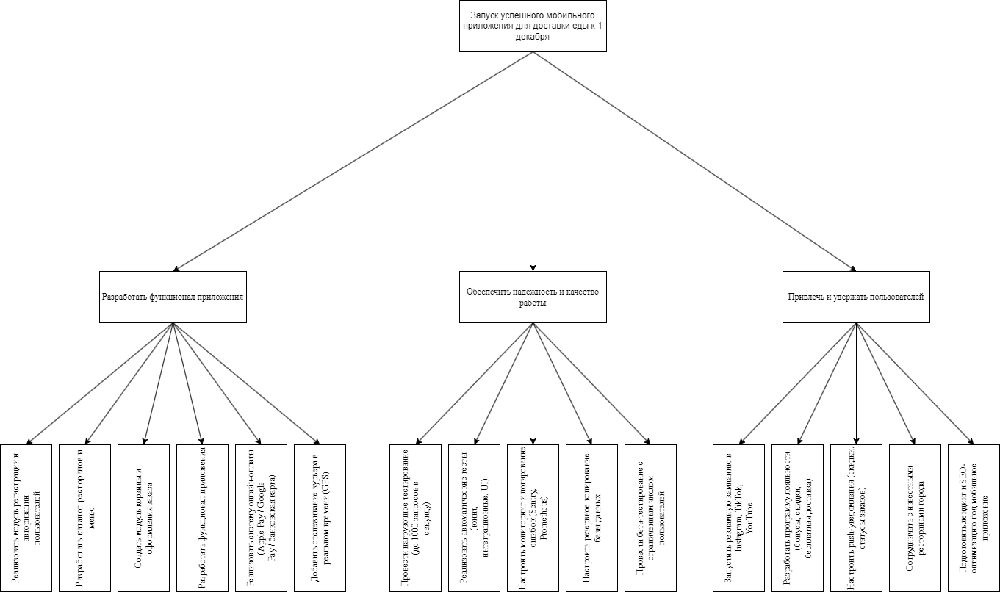 Запуск успешного мобильного
приложения для доставки еды к 1
декабря
Разработать функционал приложения
Обеспечить надежность и качество
работы
Привлечь и удержать пользователей
Реализовать модуль регистрации и
авторизации
пользователей
Разработать каталог ресторанов и
меню
Создать модуль корзины и
оформления заказа
Разработать функционал приложения
Реализовать систему онлайн-оплаты
(Apple Pay / Google
Pay / банковская карта)
Добавить отслеживание курьера в
реальном времени (GPS)
Провести нагрузочное тестирование
(до 1000 запросов в
секунду)
Реализовать автоматические тесты
(юнит,
интеграционные, UI)
Настроить мониторинг и логирование
ошибок (Sentry,
Prometheus)
Настроить резервное копирование
базы данных
Провести бета-тестирование с
ограниченным числом
пользователей
Запустить рекламную кампанию в
Instagram, TikTok,
YouTube
Разработать программу лояльности
(бонусы, скидки,
бесплатная доставка)
Настроить push-уведомления (скидки,
статусы заказов)
Сотрудничать с известными
ресторанами города
Подготовить лендинг и SEO-
оптимизацию под мобильное
приложение